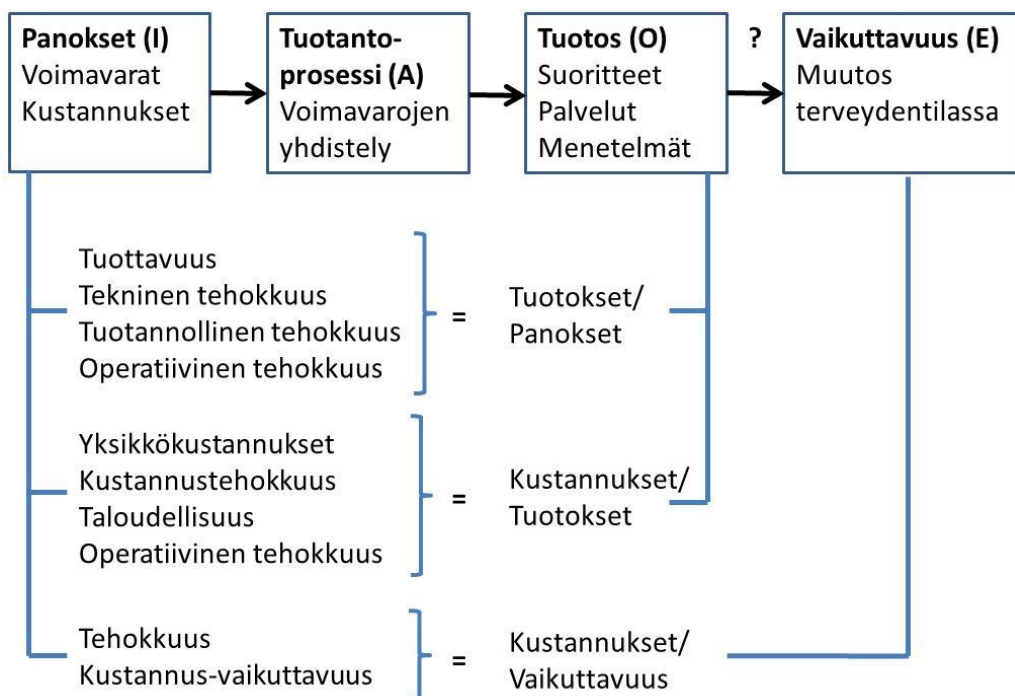 Panokset (I)
Voimavarat
Kustannukset
Tuotanto-
prosessi (A)
Voimavarojen
yhdistely
Tuotos (O)
Suoritteet
Palvelut
Menetelmät
?
Vaikuttavuus (E)
Muutos
terveydentilassa
Tuottavuus
Tekninen tehokkuus
Tuotannollinen tehokkuus
Operatiivinen tehokkuus
=
Tuotokset/
Panokset
Yksikkökustannukset
Kustannustehokkuus
Taloudellisuus
Operatiivinen tehokkuus
=
Kustannukset/
Tuotokset
Tehokkuus
Kustannus-vaikuttavuus
=
Kustannukset/
Vaikuttavuus